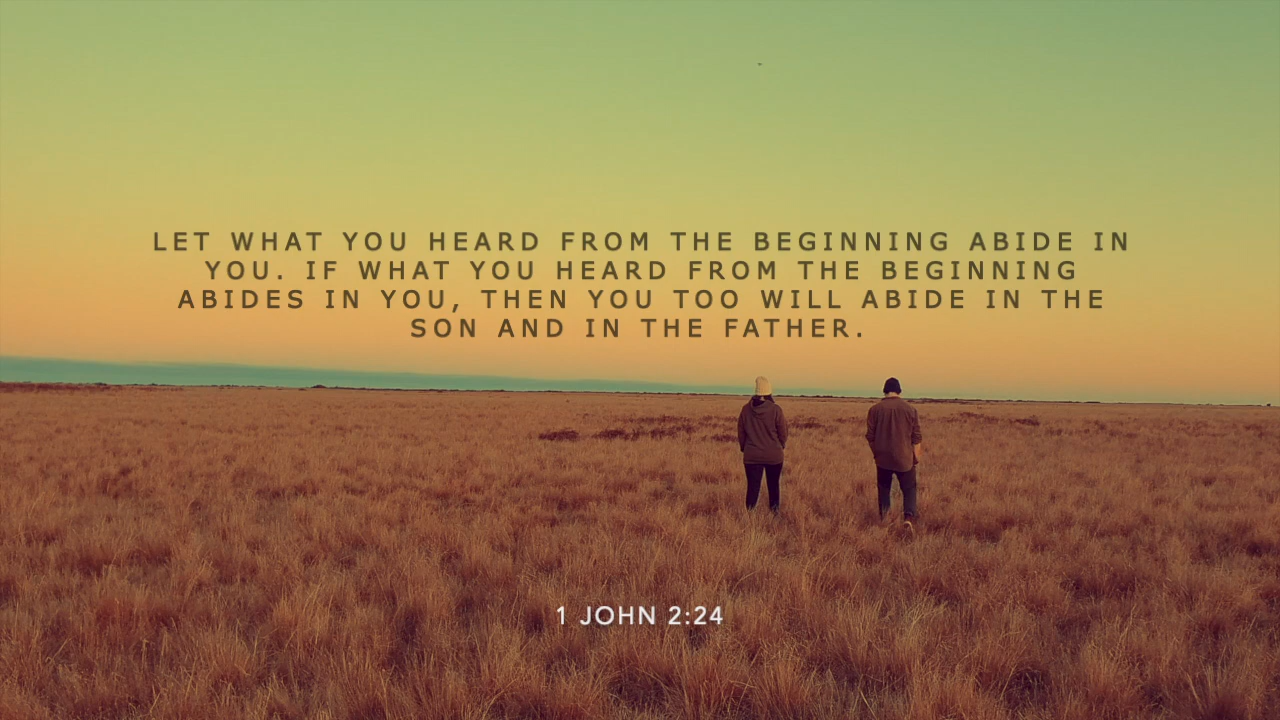 LET WHAT YOU HEARD FROM THE BEGINNING ABIDE IN
YOU. IF WHAT YOU HEARD FROM THE BEGINNING
ABIDES IN YOU, THEN YOU TOO WILL ABIDE IN THE
SON AND IN THE FATHER.
1 JOHN 2:24